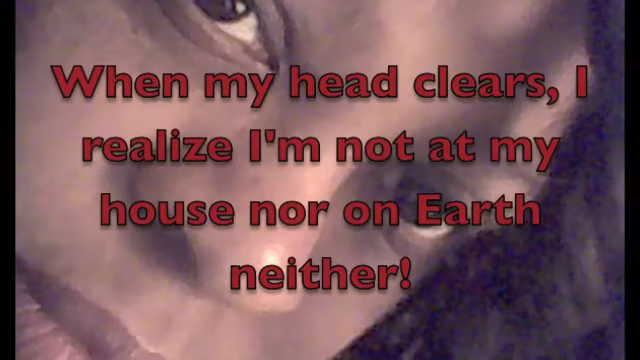 When my head clears, I
realize I'm not at my
house nor on Earth
neither!